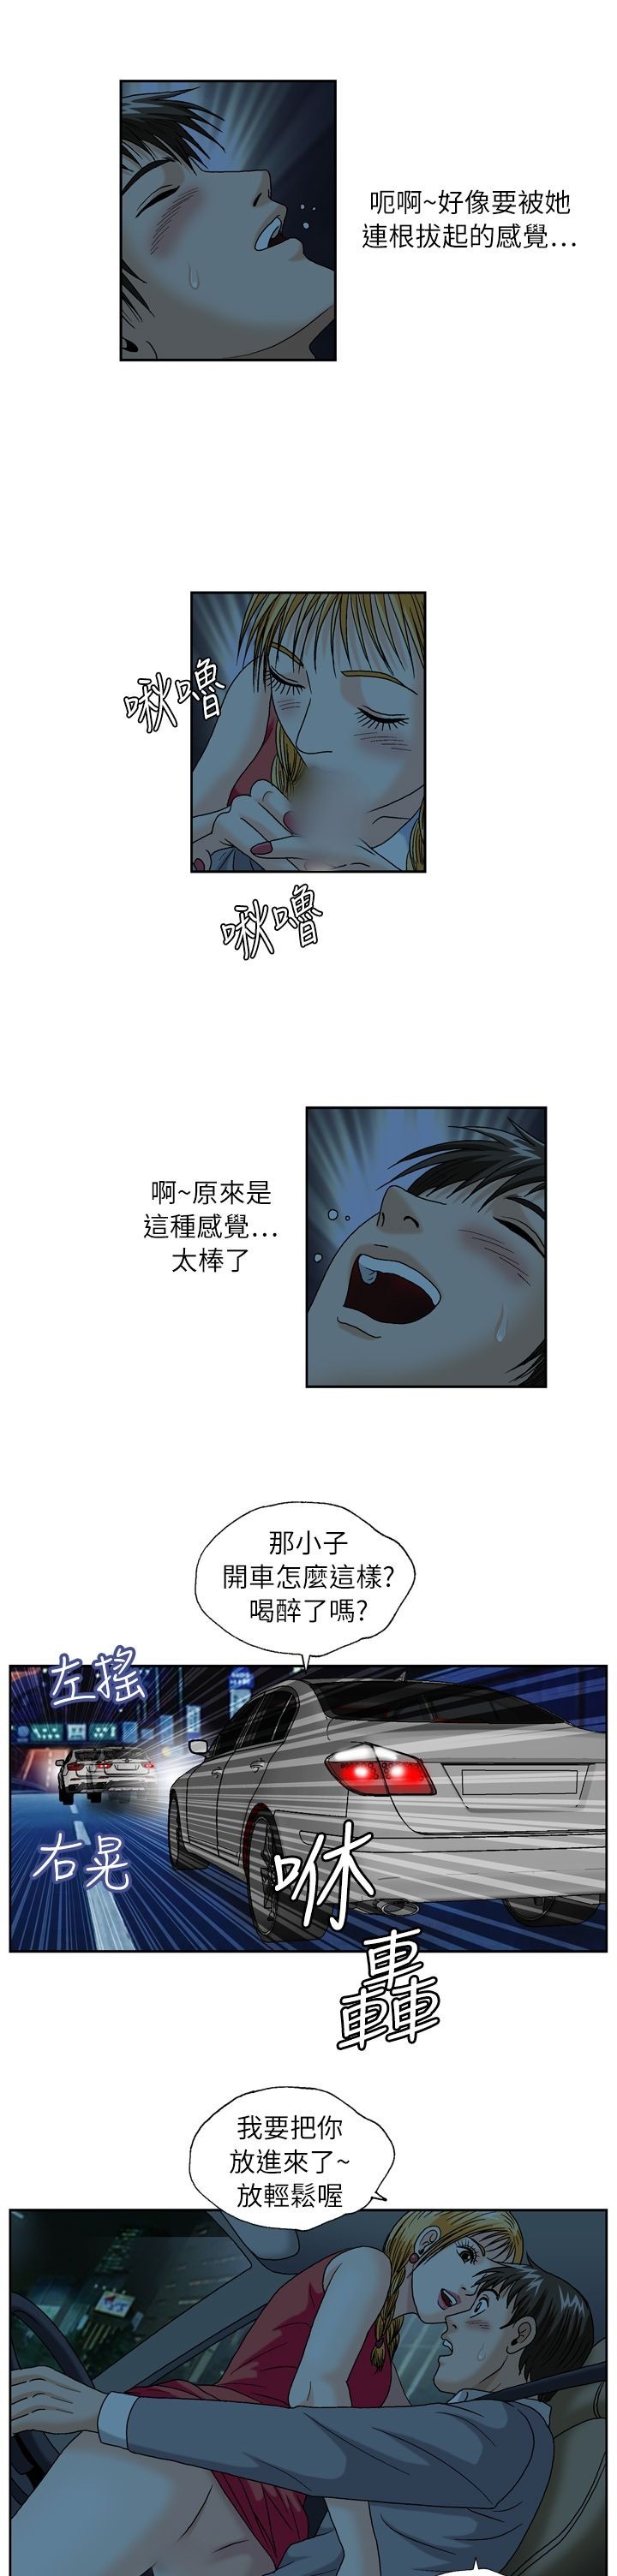 呃啊~好像要被她
連根拔起的感覺...
啾嚕
啾嚕
啊~原來是
這種感覺...
太棒了
那小子
開車怎麼這樣?
喝醉了嗎?
左搖
右晃
咻
轟
我要把你
放進來了~
放輕鬆喔